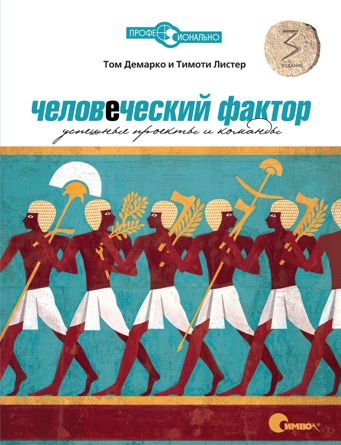 ПРОФЕССИОНАЛЬНО
Том Демарко и Тимоти Листер
3
издание
человеческий фактор
успешные проекты и команды
Символ